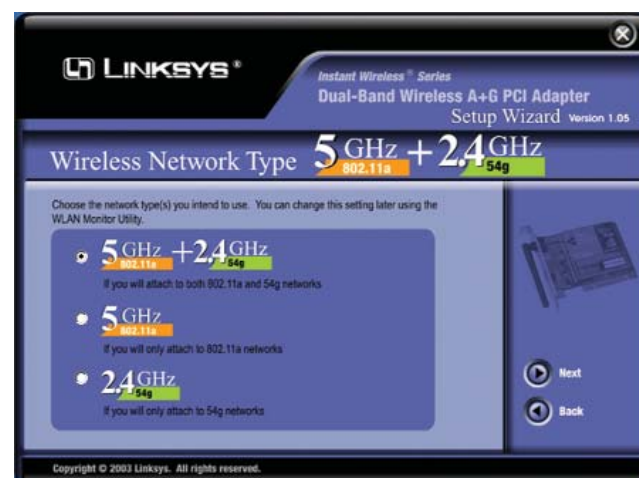 LINKSYS®
Instant Wireless® Series
Dual-Band Wireless A+G PCI Adapter
Setup Wizard Version 1.05
Wireless Network Type 5 GHz 802.11a + 2.4 GHz 54g
Choose the network type(s) you intend to use. You can change this setting later using the
WLAN Monitor Utility.
5 GHz 802.11a + 2.4 GHz 54g
If you will attach to both 802.11a and 54g networks
5 GHz 802.11a
If you will only attach to 802.11a networks
2.4 GHz 54g
If you will only attach to 54g networks
Next
Back
Copyright © 2003 Linksys. All rights reserved.